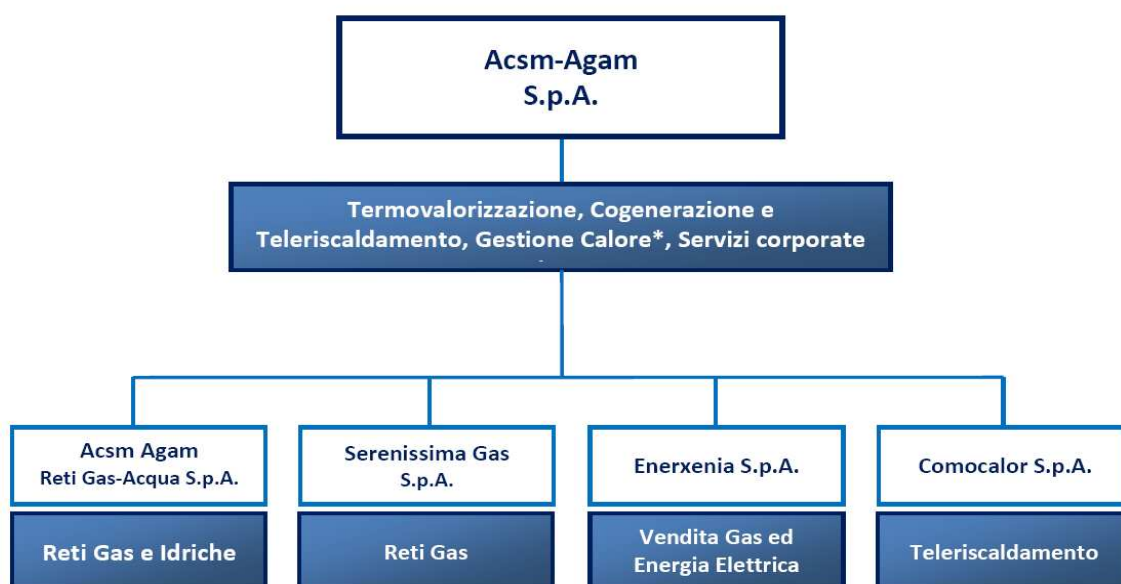 Acsm-Agam
S.p.A.
Termovalorizzazione, Cogenerazione e
Teleriscaldamento, Gestione Calore*, Servizi corporate
Acsm Agam
Reti Gas-Acqua S.p.A.
Serenissima Gas
S.p.A.
Enerxenia S.p.A.
Comocalor S.p.A.
Reti Gas e Idriche
Reti Gas
Vendita Gas ed
Energia Elettrica
Teleriscaldamento